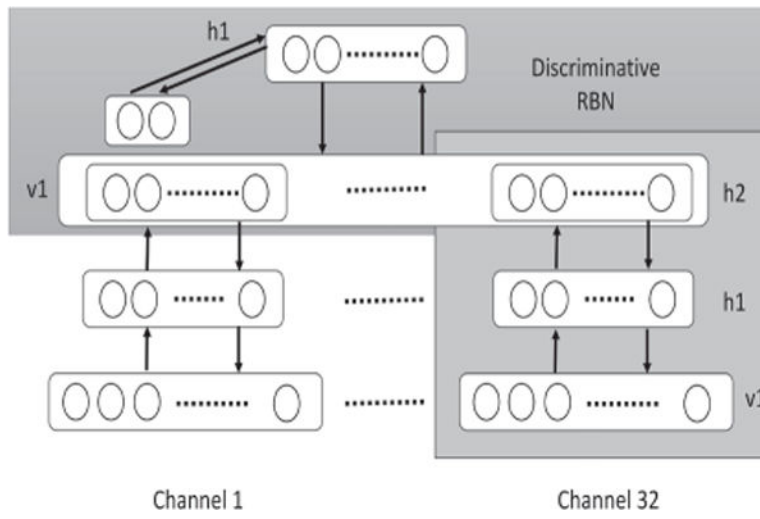 h1
Discriminative
RBN
v1
h2
h1
v1
Channel 1
Channel 32